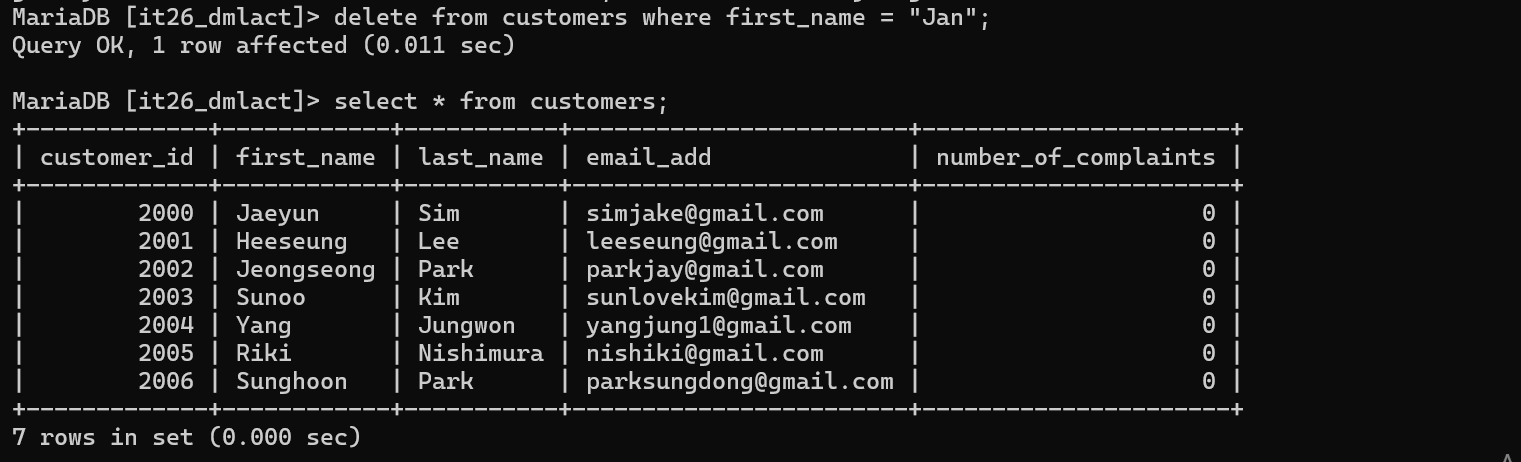 MariaDB [it26_dmlact]> delete from customers where first_name = "Jan";
Query OK, 1 row affected (0.011 sec)
MariaDB [it26_dmlact]> select * from customers;
+-------------+------------+-----------+------------------------+----------------------+
| customer_id | first_name | last_name | email_add              | number_of_complaints |
+-------------+------------+-----------+------------------------+----------------------+
|        2000 | Jaeyun     | Sim       | simjake@gmail.com      |                    0 |
|        2001 | Heeseung   | Lee       | leeseung@gmail.com     |                    0 |
|        2002 | Jeongseong | Park      | parkjay@gmail.com      |                    0 |
|        2003 | Sunoo      | Kim       | sunlovekim@gmail.com   |                    0 |
|        2004 | Yang       | Jungwon   | yangjung1@gmail.com    |                    0 |
|        2005 | Riki       | Nishimura | nishiki@gmail.com      |                    0 |
|        2006 | Sunghoon   | Park      | parksungdong@gmail.com |                    0 |
+-------------+------------+-----------+------------------------+----------------------+
7 rows in set (0.000 sec)